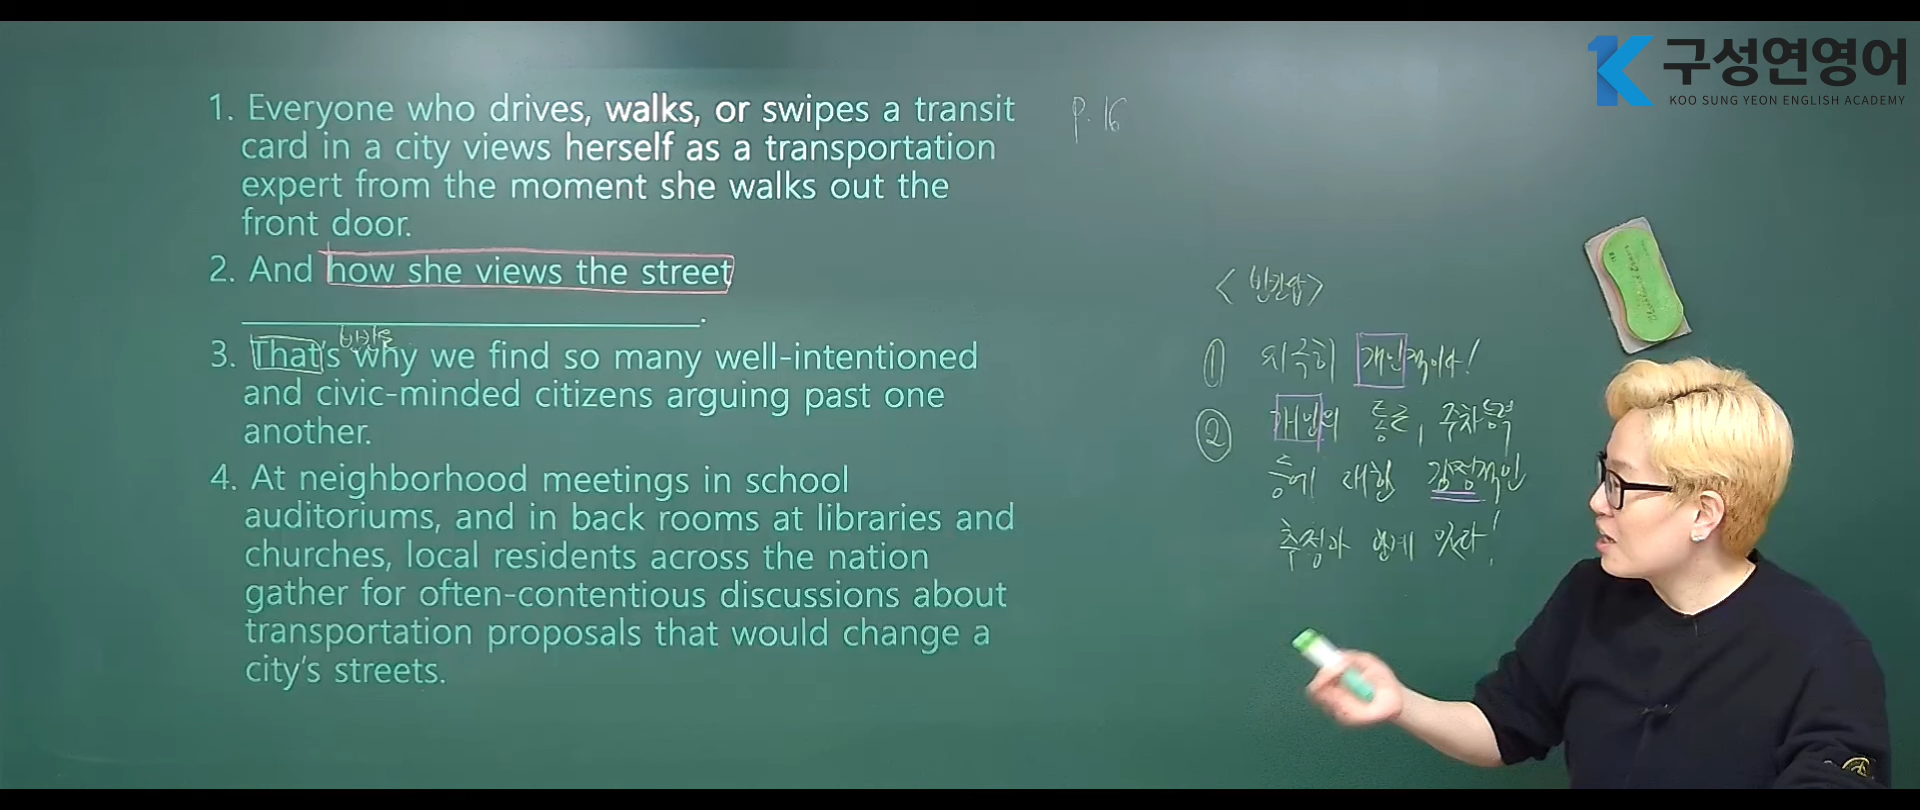 구성연영어
KOO SUNG YEON ENGLISH ACADEMY
1. Everyone who drives, walks, or swipes a transit
card in a city views herself as a transportation
expert from the moment she walks out the
front door.
2. And how she views the street
.
3. That's why we find so many well-intentioned
and civic-minded citizens arguing past one
another.
4. At neighborhood meetings in school
auditoriums, and in back rooms at libraries and
churches, local residents across the nation
gather for often-contentious discussions about
transportation proposals that would change a
city's streets.
P. 16
<빈칸답>
① 지극히 개인적이다!
② 개인의 통근, 주차능력
등에 대한 감정적인
추정과 얽혀 있다!